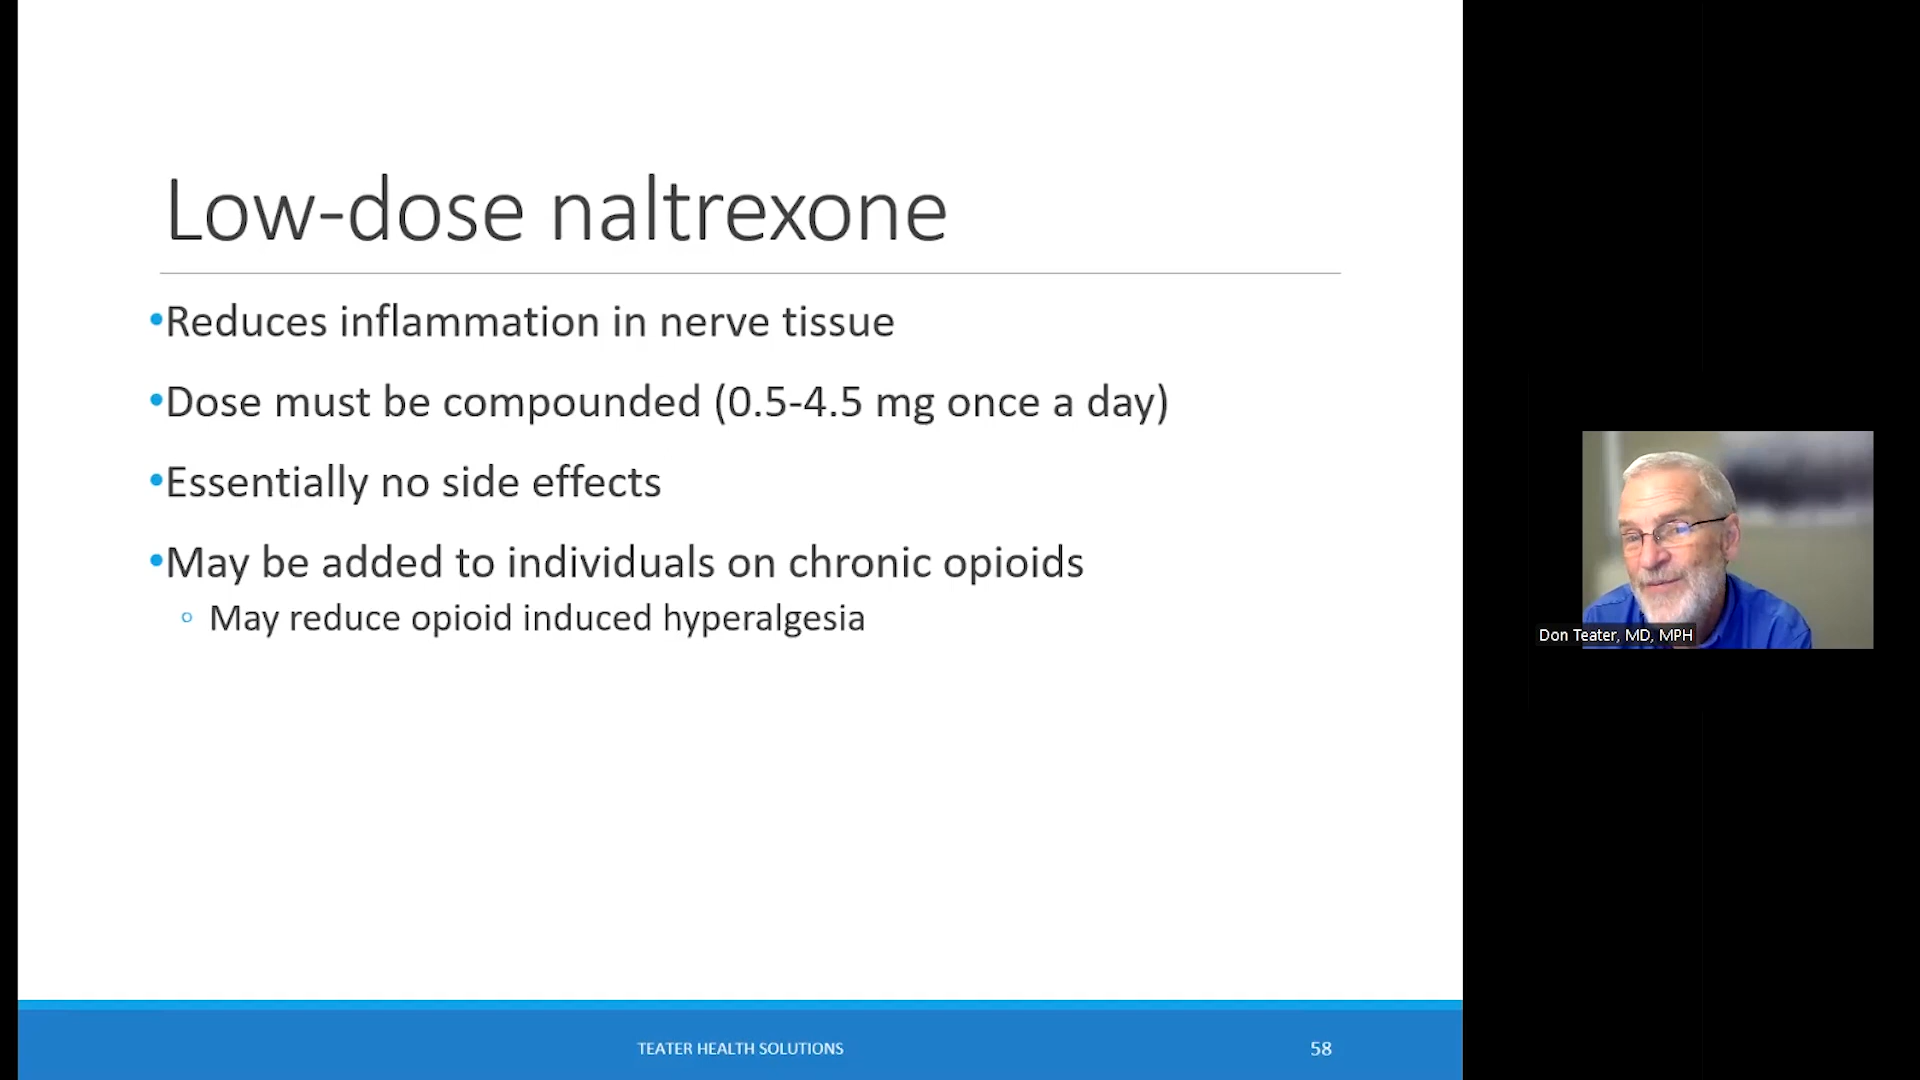 Low-dose naltrexone
•Reduces inflammation in nerve tissue
•Dose must be compounded (0.5-4.5 mg once a day)
•Essentially no side effects
•May be added to individuals on chronic opioids
◦ May reduce opioid induced hyperalgesia
Don Teater, MD, MPH
TEATER HEALTH SOLUTIONS
58